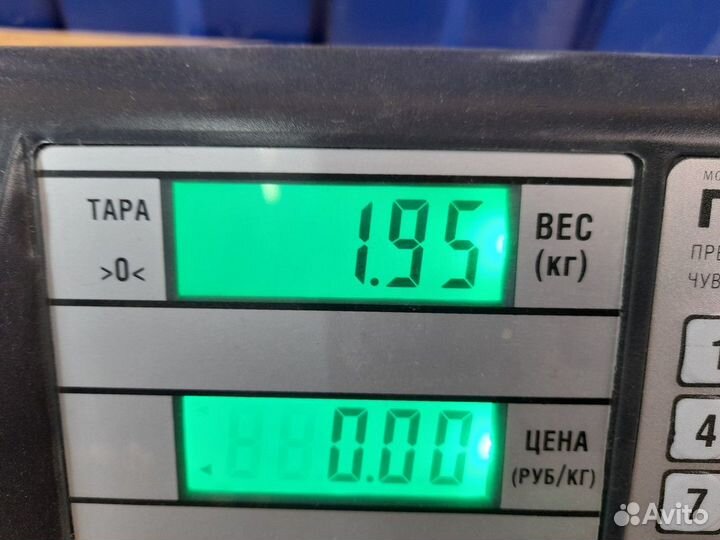 ТАРА
>0<
1.95
ВЕС
(КГ)
0.00
ЦЕНА
(РУБ/КГ)
1
4
7
Avito